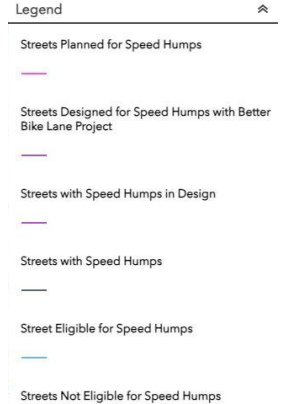 Legend
Streets Planned for Speed Humps
Streets Designed for Speed Humps with Better
Bike Lane Project
Streets with Speed Humps in Design
Streets with Speed Humps
Street Eligible for Speed Humps
Streets Not Eligible for Speed Humps